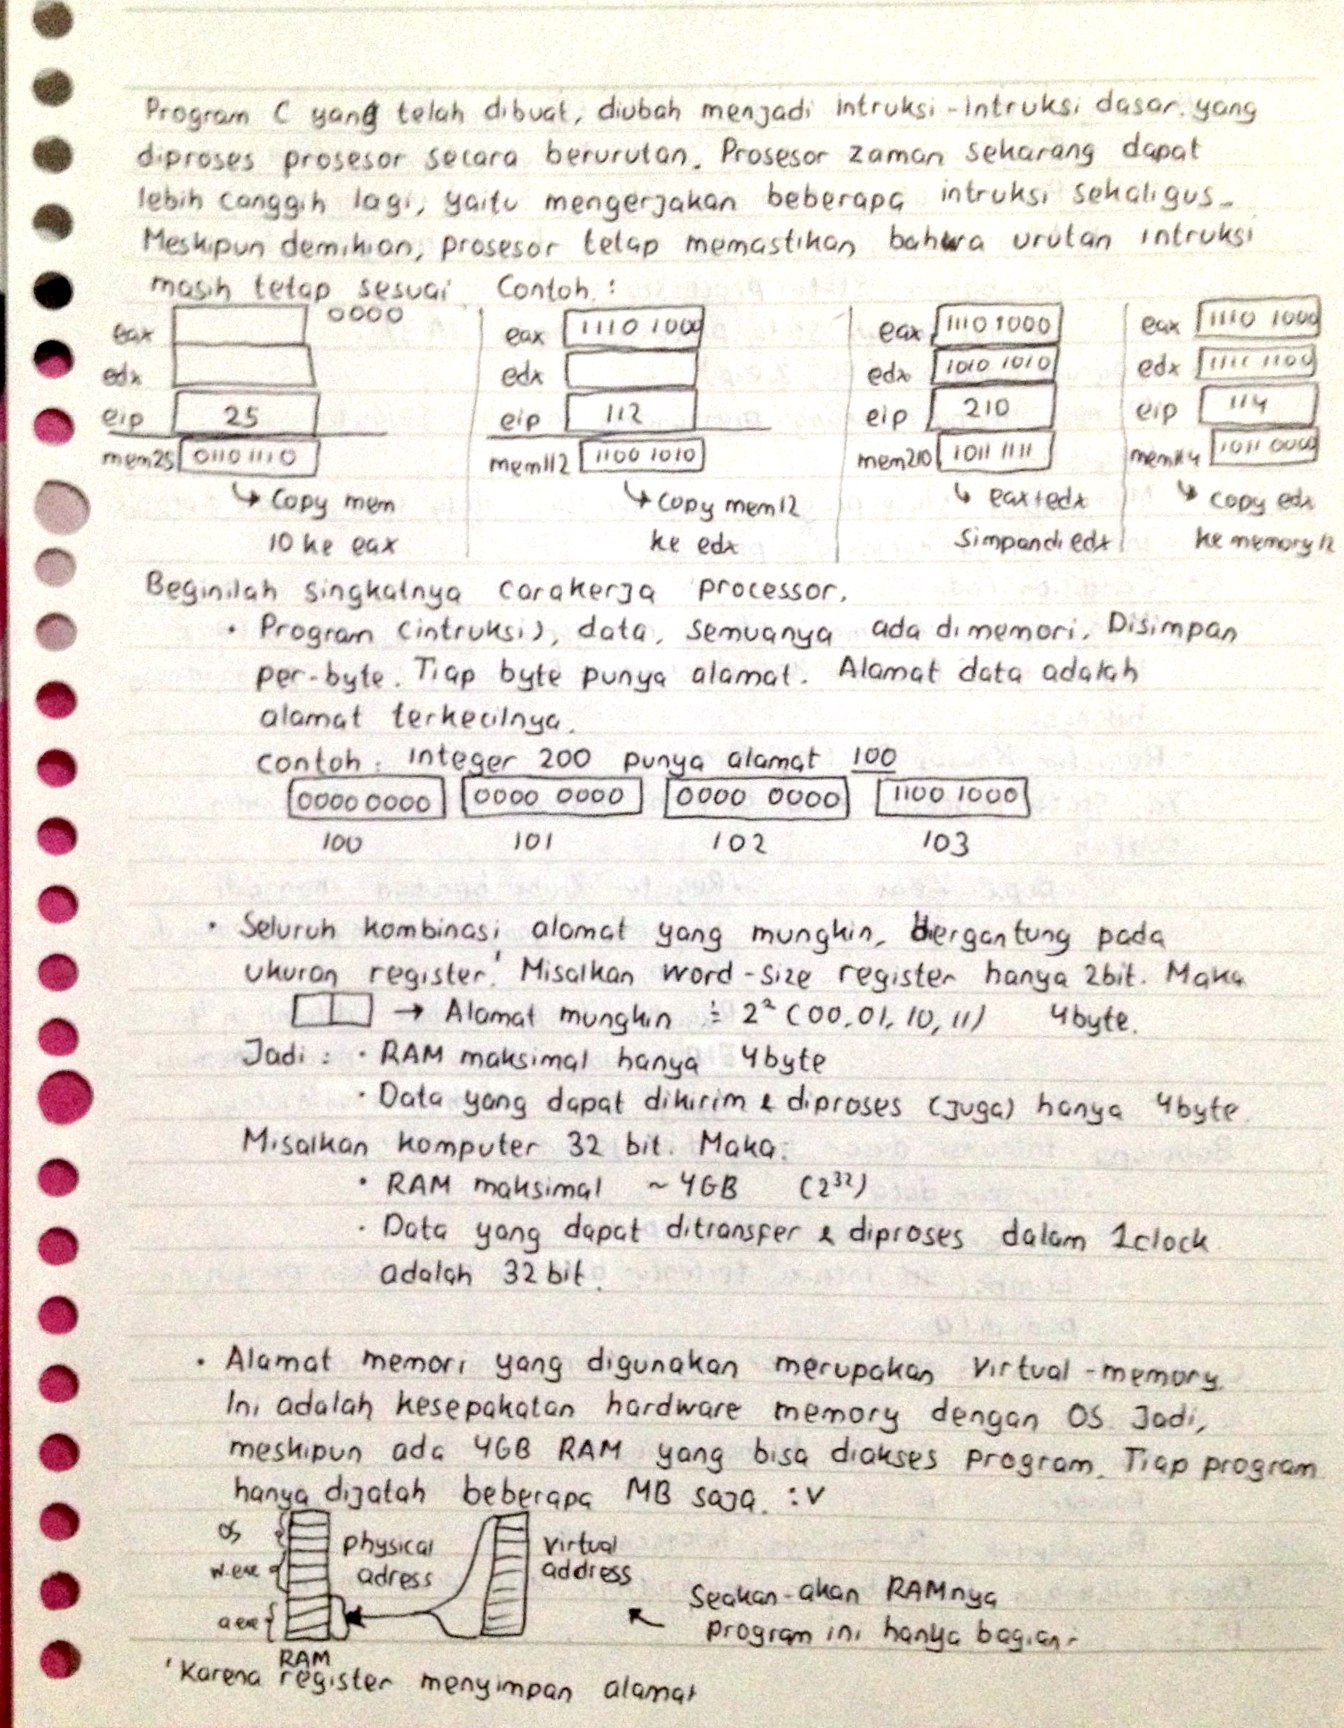 Program C yang telah dibuat, diubah menjadi intruksi-intruksi dasar yang
diproses prosesor secara berurutan. Prosesor zaman sekarang dapat
lebih canggih lagi, yaitu mengerjakan beberapa intruksi sekaligus.
Meskipun demikian, prosesor tetap memastikan bahwa urutan intruksi
masih tetap sesuai. Contoh :
eax 0000
edx
eip 25
mem25 0110 1110
↳ Copy mem
10 ke eax
eax 1110 1000
edx
eip 112
mem112 1100 1010
↳ copy mem12
ke edx
eax 1110 1000
edx 1010 1010
eip 210
mem210 1011 1111
↳ eax+edx
Simpan di edx
eax 1110 1000
edx 1111 1100
eip 114
mem114 1011 0000
↳ copy edx
ke memory 12
Beginilah singkatnya carakerja processor.
• Program (intruksi), data, semuanya ada di memori. Disimpan
per-byte. Tiap byte punya alamat. Alamat data adalah
alamat terkecilnya.
contoh : integer 200 punya alamat 100
0000 0000 0000 0000 0000 0000 1100 1000
100 101 102 103
• Seluruh kombinasi alamat yang mungkin, bergantung pada
ukuran register.' Misalkan word-size register hanya 2bit. Maka
→ Alamat mungkin : 2² (00, 01, 10, 11) 4byte.
Jadi : • RAM maksimal hanya 4byte
• Data yang dapat dikirim & diproses (juga) hanya 4byte.
Misalkan komputer 32 bit. Maka:
• RAM maksimal ~ 4GB (2³²)
• Data yang dapat ditransfer & diproses dalam 1clock
adalah 32 bit.
• Alamat memori yang digunakan merupakan virtual-memory.
Ini adalah kesepakatan hardware memory dengan OS. Jadi,
meskipun ada 4GB RAM yang bisa diakses program. Tiap program
hanya dijatah beberapa MB saja. :v
OS
w.exe
a.exe
RAM
physical
adress
virtual
address
Seakan-akan RAMnya
program ini hanya bagian-
'Karena register menyimpan alamat